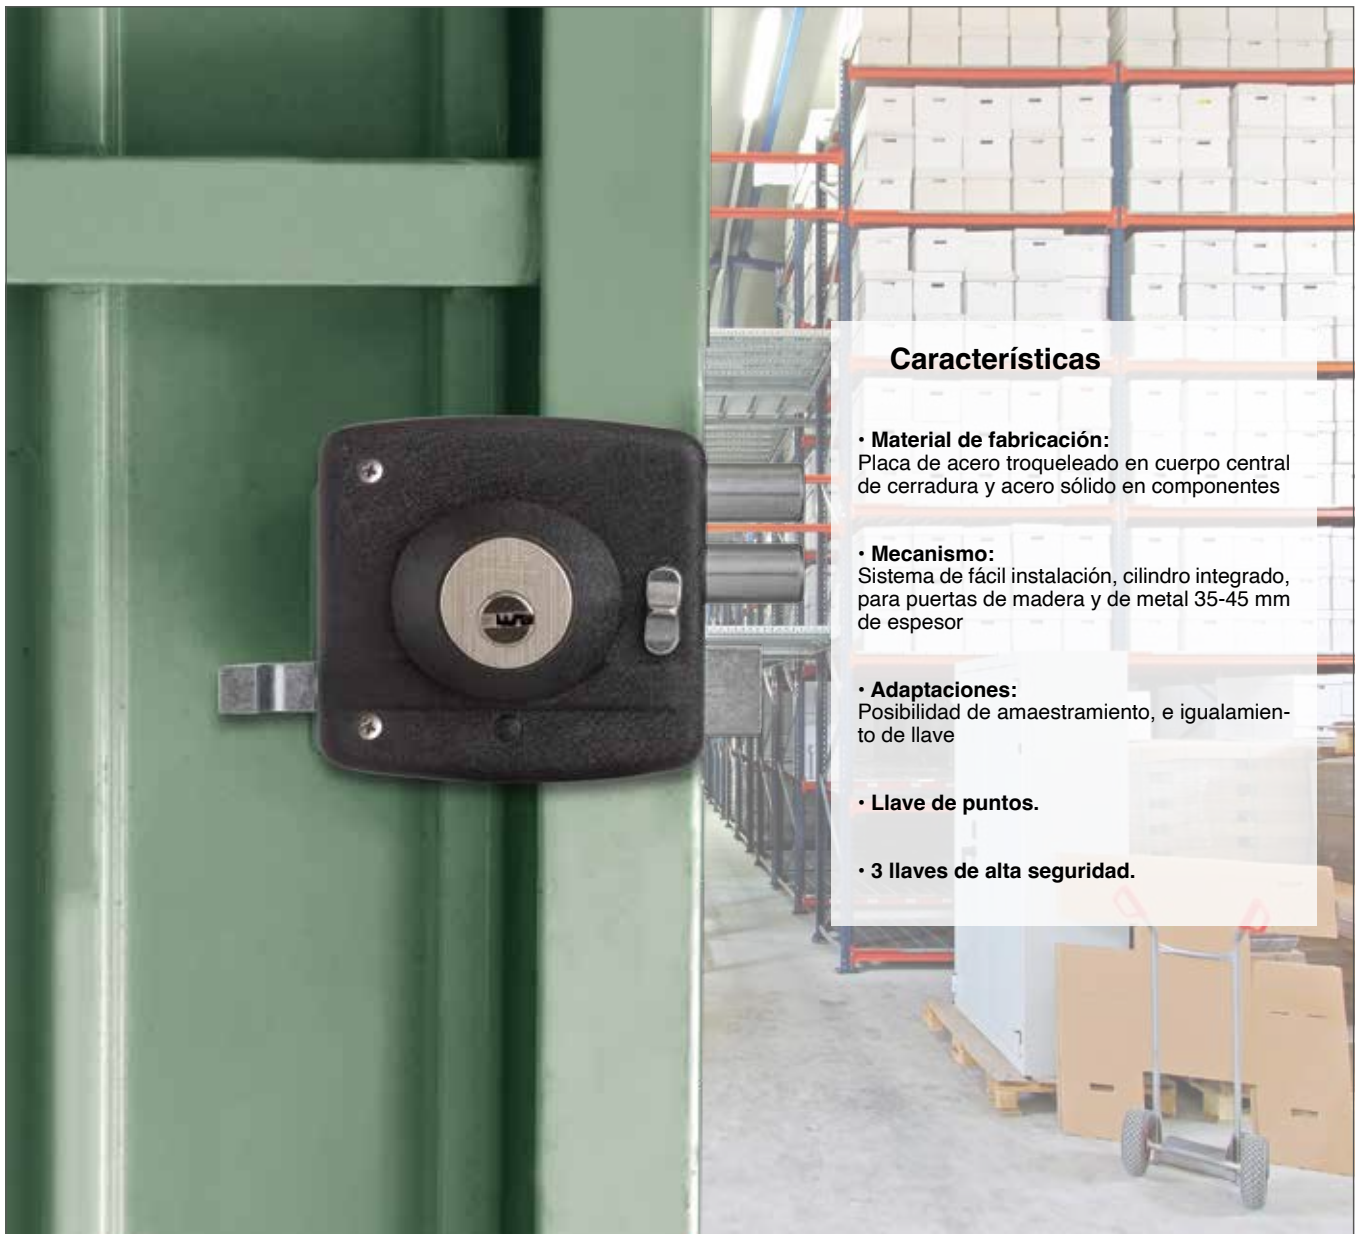 Características
• Material de fabricación:
Placa de acero troqueleado en cuerpo central
de cerradura y acero sólido en componentes
• Mecanismo:
Sistema de fácil instalación, cilindro integrado,
para puertas de madera y de metal 35-45 mm
de espesor
• Adaptaciones:
Posibilidad de amaestramiento, e igualamien-
to de llave
• Llave de puntos.
• 3 llaves de alta seguridad.